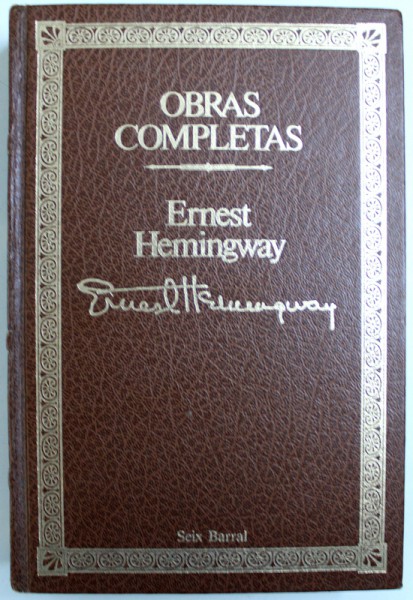 OBRAS
COMPLETAS
Ernest
Hemingway
Ernest Hemingway
Seix Barral